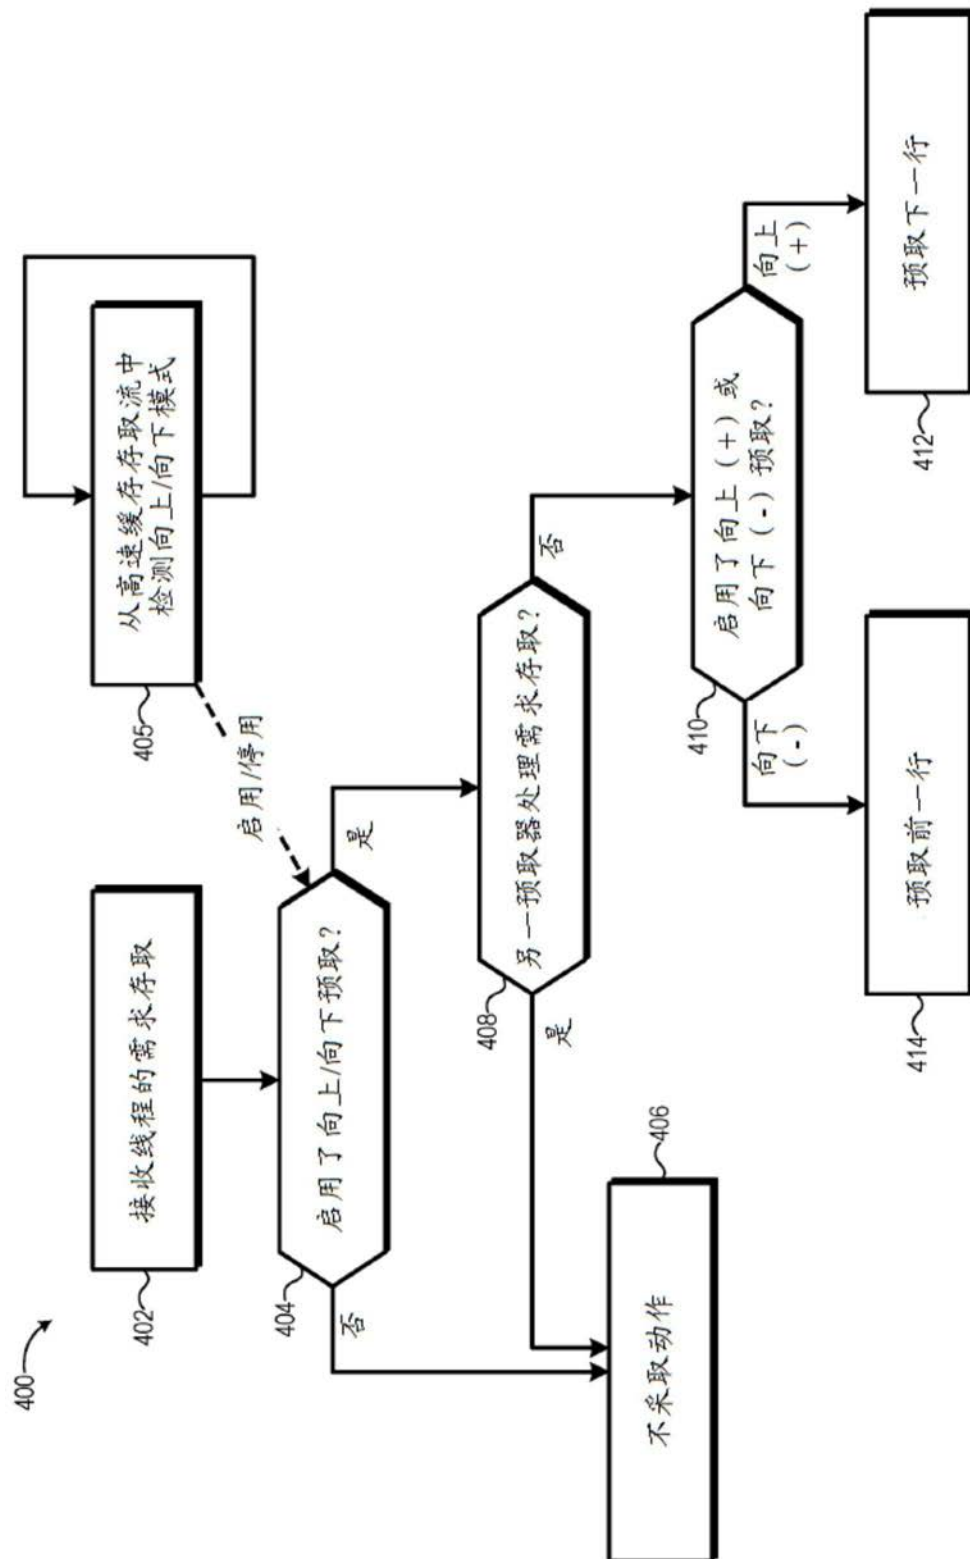 400
402
接收线程的需求存取
从高速缓存存取流中
检测向上/向下模式
405
启用/停用
404
启用了向上/向下预取?
否
是
408
另一预取器处理需求存取?
是
否
406
不采取动作
410
启用了向上 (+) 或
向下 (-) 预取?
向下
(-)
向上
(+)
414
预取前一行
412
预取下一行